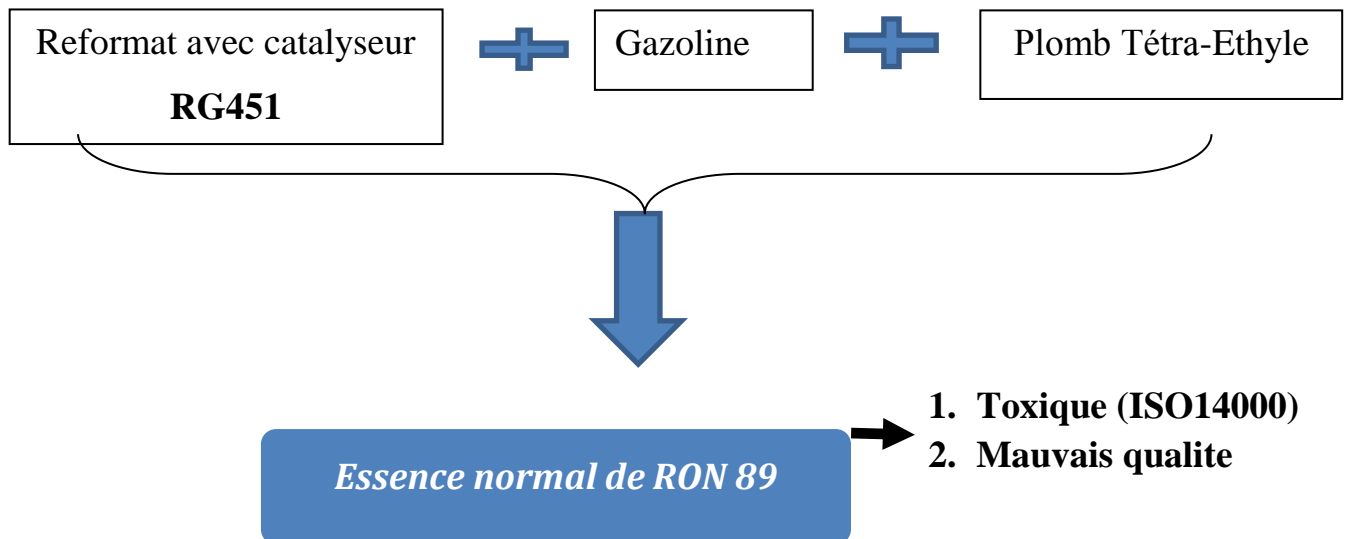 Reformat avec catalyseur
RG451
Gazoline
Plomb Tétra-Ethyle
1. Toxique (ISO14000)
2. Mauvais qualite
Essence normal de RON 89